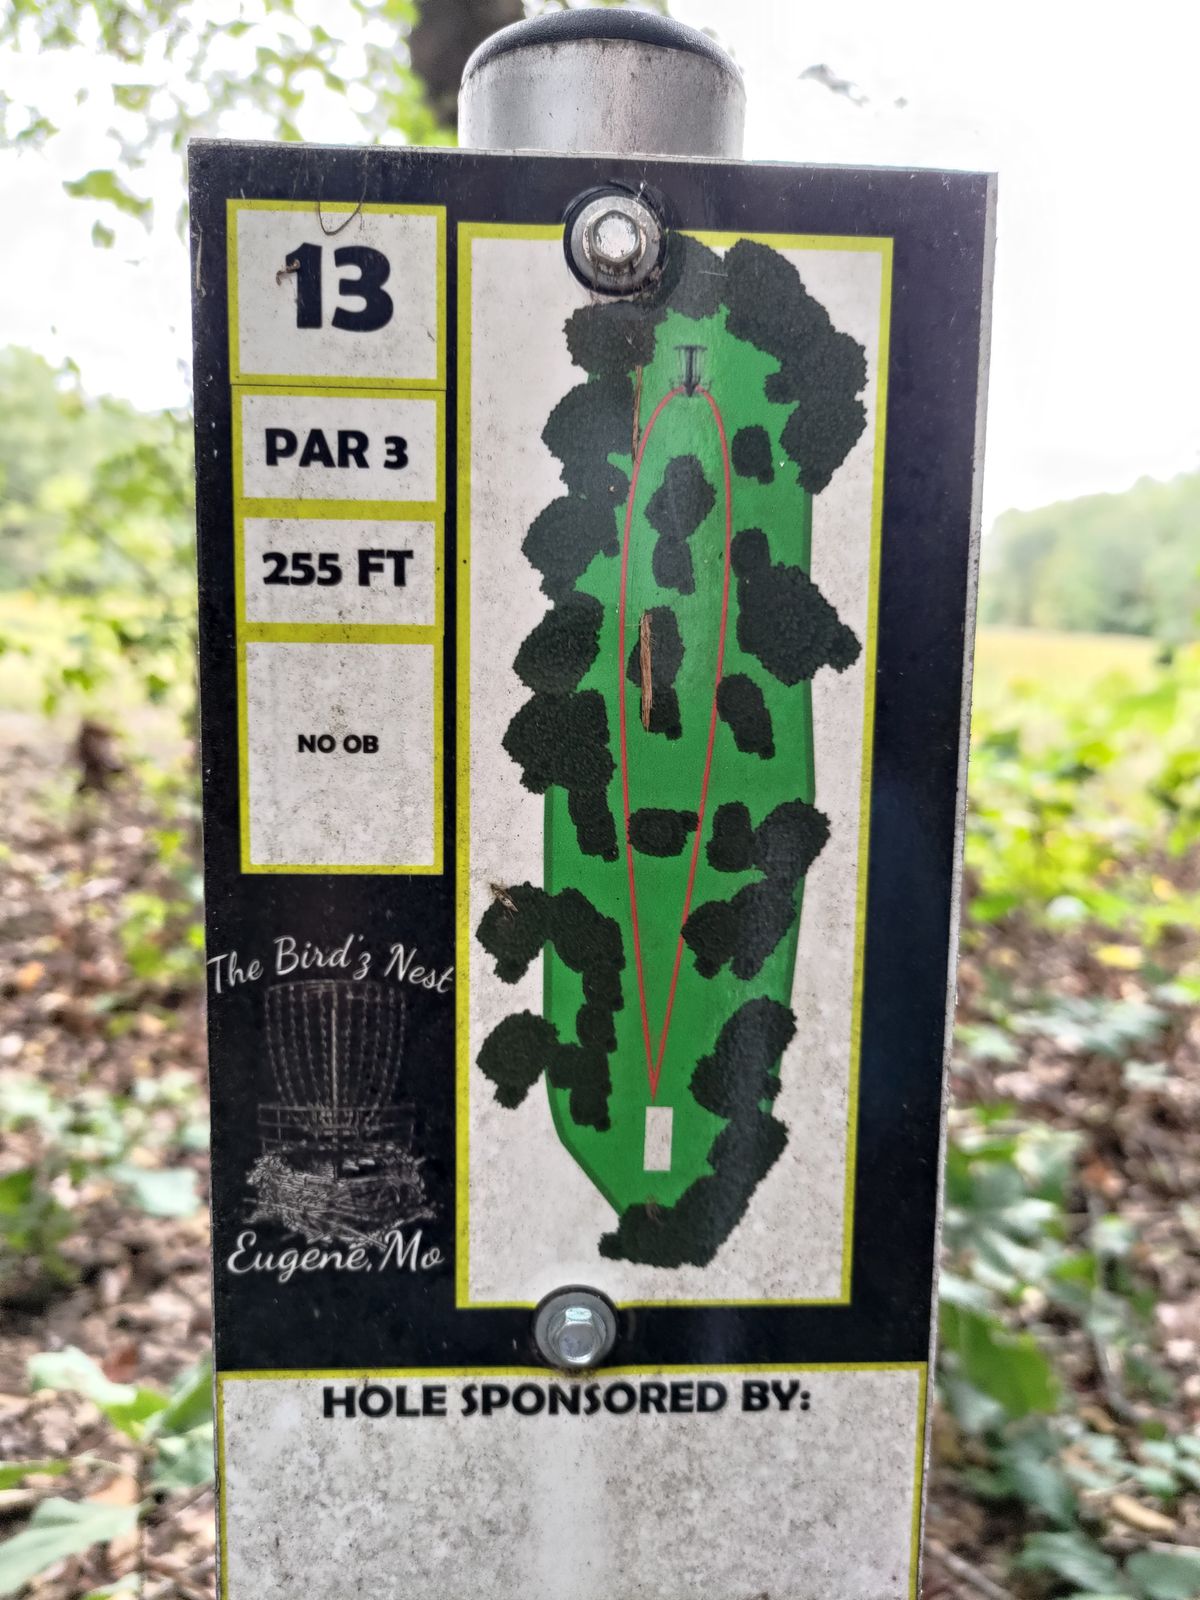 13
PAR 3
255 FT
NO OB
The Bird'z Nest
Eugene, Mo
HOLE SPONSORED BY: